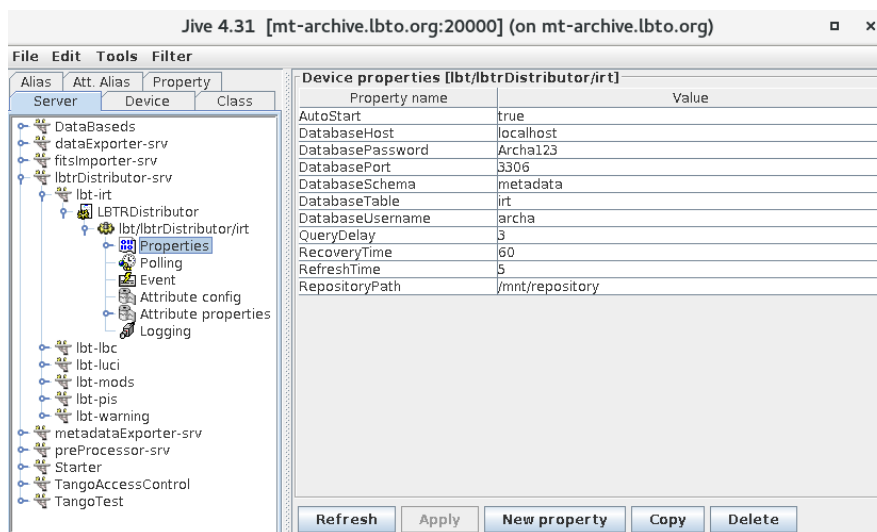 Jive 4.31 [mt-archive.lbto.org:20000] (on mt-archive.lbto.org)
File Edit Tools Filter
Alias Att. Alias Property
Server Device Class
DataBaseds
dataExporter-srv
fitsImporter-srv
lbtrDistributor-srv
lbt-irt
LBTRDistributor
lbt/lbtrDistributor/irt
Properties
Polling
Event
Attribute config
Attribute properties
Logging
lbt-lbc
lbt-luci
lbt-mods
lbt-pis
lbt-warning
metadataExporter-srv
preProcessor-srv
Starter
TangoAccessControl
TangoTest
Device properties [lbt/lbtrDistributor/irt]
Property name Value
AutoStart true
DatabaseHost localhost
DatabasePassword Archa123
DatabasePort 3306
DatabaseSchema metadata
DatabaseTable irt
DatabaseUsername archa
QueryDelay 3
RecoveryTime 60
RefreshTime 5
RepositoryPath /mnt/repository
Refresh Apply New property Copy Delete